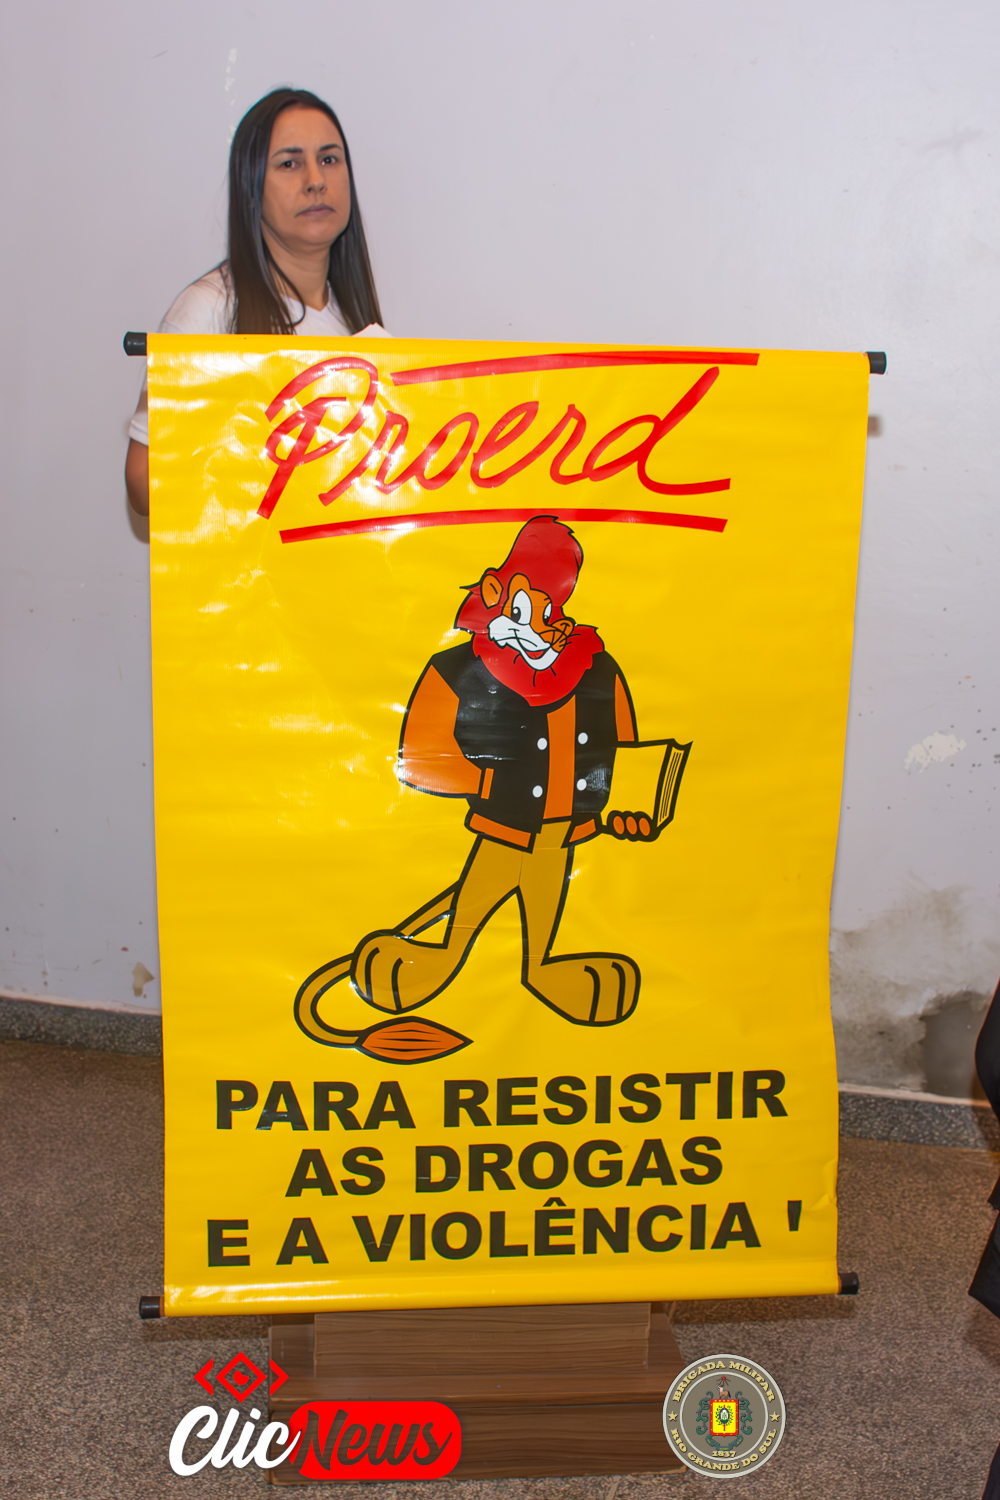 Proerd
PARA RESISTIR
AS DROGAS
E A VIOLÊNCIA '
ClicNews
BRIGADA MILITAR
1837
RIO GRANDE DO SUL